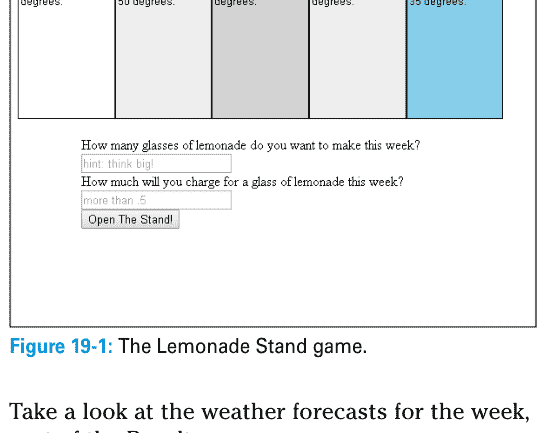 degrees. 50 degrees. degrees. degrees. 35 degrees.
How many glasses of lemonade do you want to make this week?
hint: think big!
How much will you charge for a glass of lemonade this week?
more than .5
Open The Stand!
Figure 19-1: The Lemonade Stand game.
Take a look at the weather forecasts for the week,